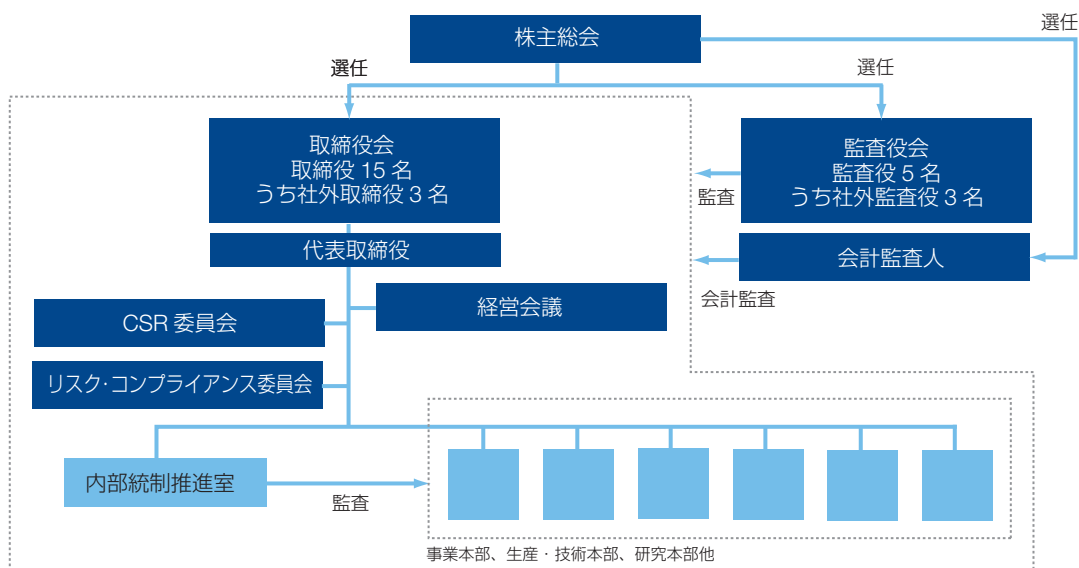 株主総会
選任
選任
選任
取締役会
取締役 15 名
うち社外取締役 3 名
監査役会
監査役 5 名
うち社外監査役 3 名
監査
代表取締役
会計監査人
会計監査
経営会議
CSR 委員会
リスク・コンプライアンス委員会
内部統制推進室
監査
事業本部、生産・技術本部、研究本部他